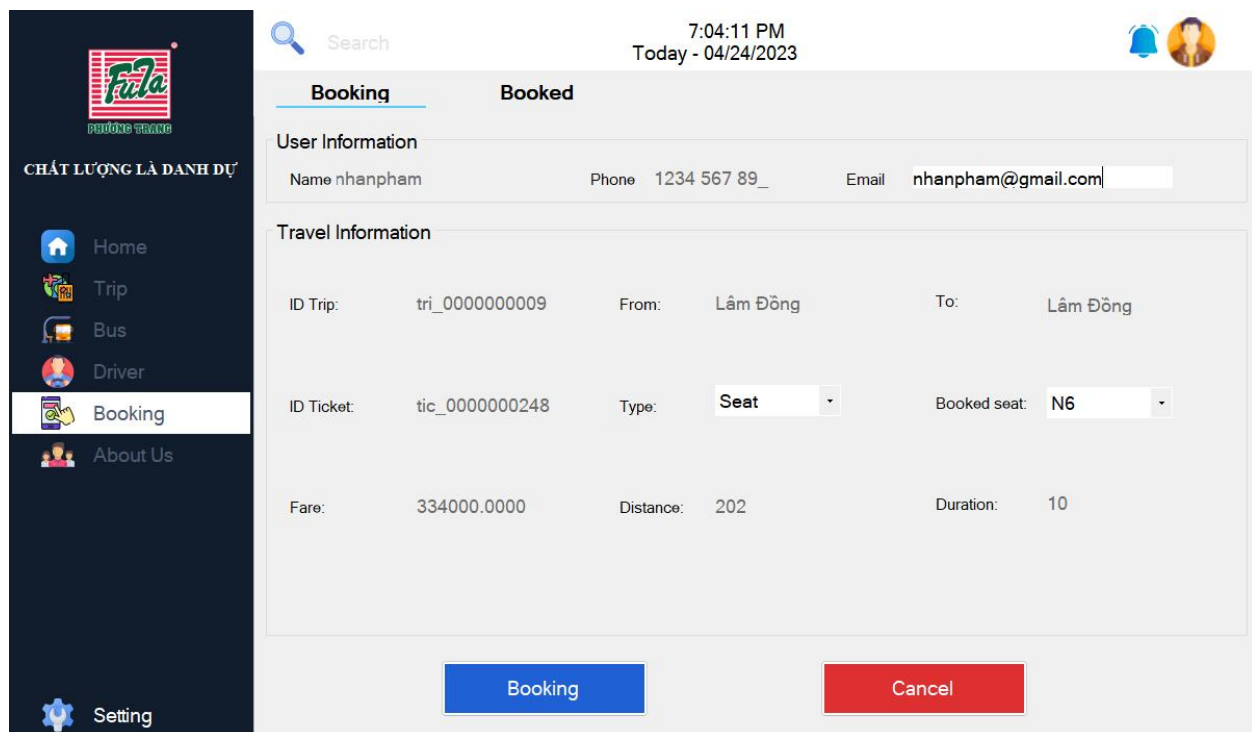 FuTa
PHƯƠNG TRANG
CHẤT LƯỢNG LÀ DANH DỰ
Home
Trip
Bus
Driver
Booking
About Us
Setting
Search
7:04:11 PM
Today - 04/24/2023
Booking Booked
User Information
Name nhanpham Phone 1234 567 89_ Email nhanpham@gmail.com
Travel Information
ID Trip: tri_0000000009 From: Lâm Đồng To: Lâm Đồng
ID Ticket: tic_0000000248 Type: Seat Booked seat: N6
Fare: 334000.0000 Distance: 202 Duration: 10
Booking Cancel